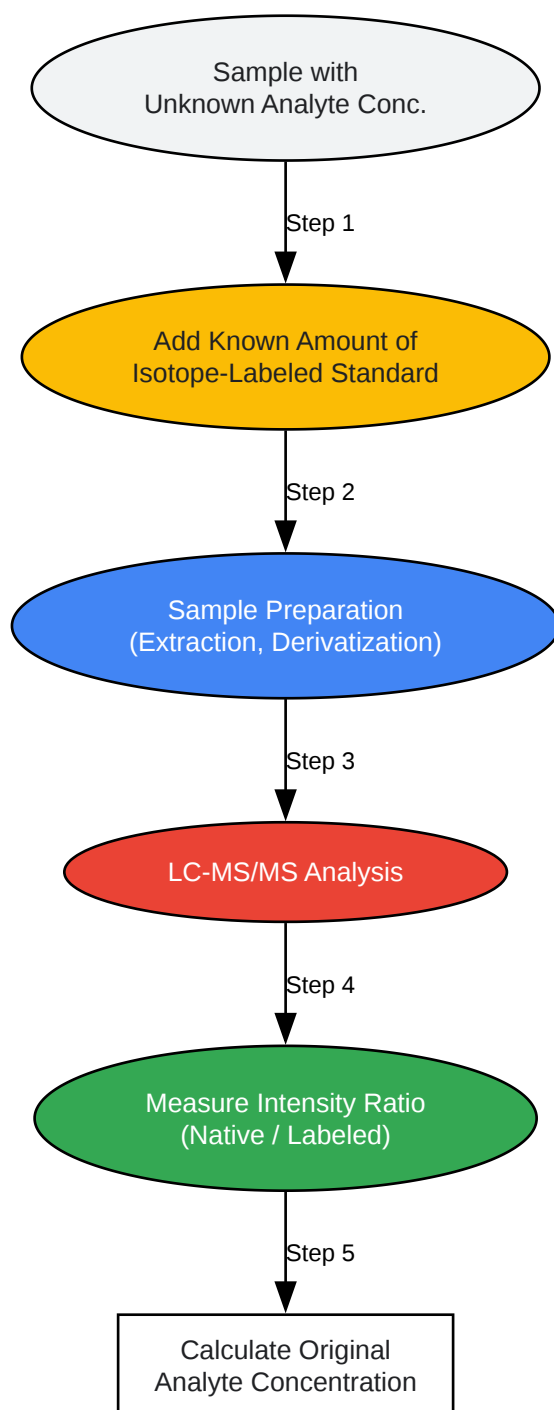 Sample with
Unknown Analyte Conc.
Step 1
Add Known Amount of
Isotope-Labeled Standard
Step 2
Sample Preparation
(Extraction, Derivatization)
Step 3
LC-MS/MS Analysis
Step 4
Measure Intensity Ratio
(Native / Labeled)
Step 5
Calculate Original
Analyte Concentration